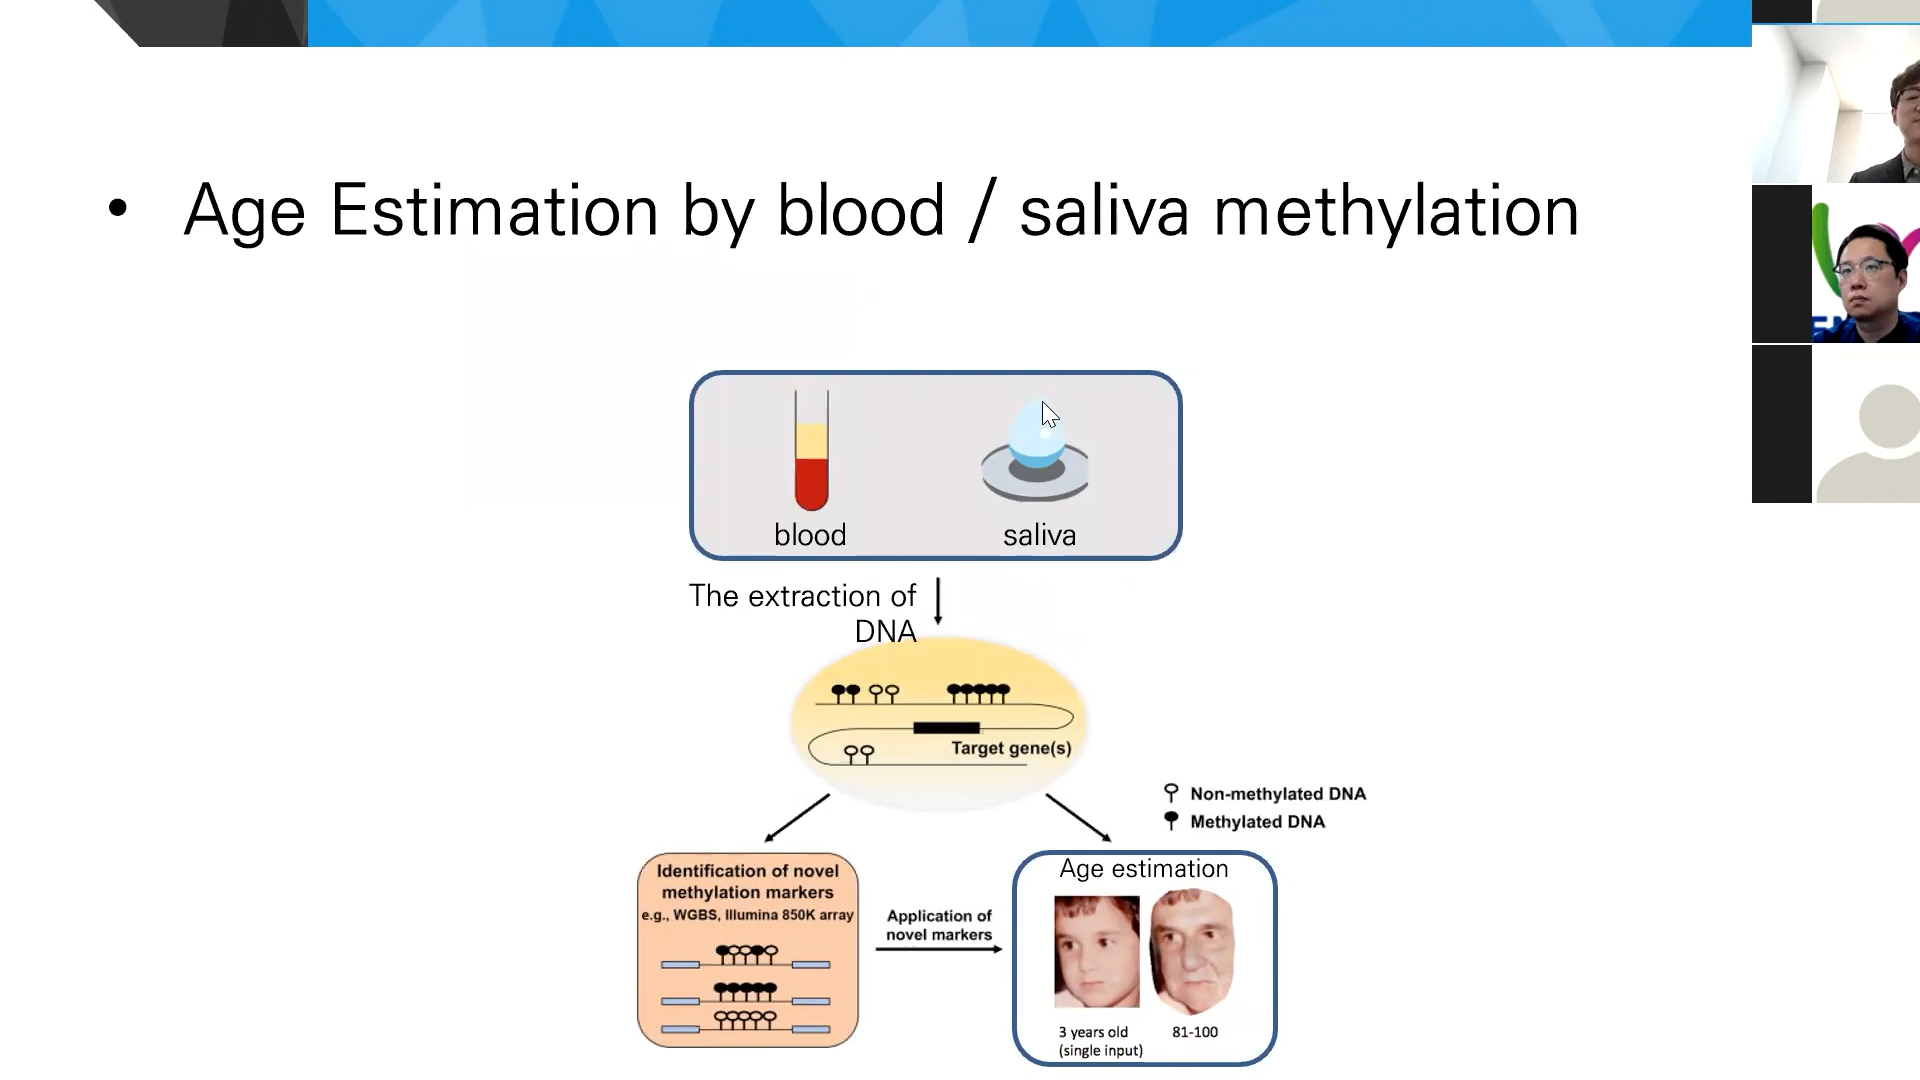 • Age Estimation by blood / saliva methylation
blood
saliva
The extraction of
DNA
Target gene(s)
Non-methylated DNA
Methylated DNA
Identification of novel
methylation markers
e.g., WGBS, Illumina 850K array
Application of
novel markers
Age estimation
3 years old
(single input)
81-100